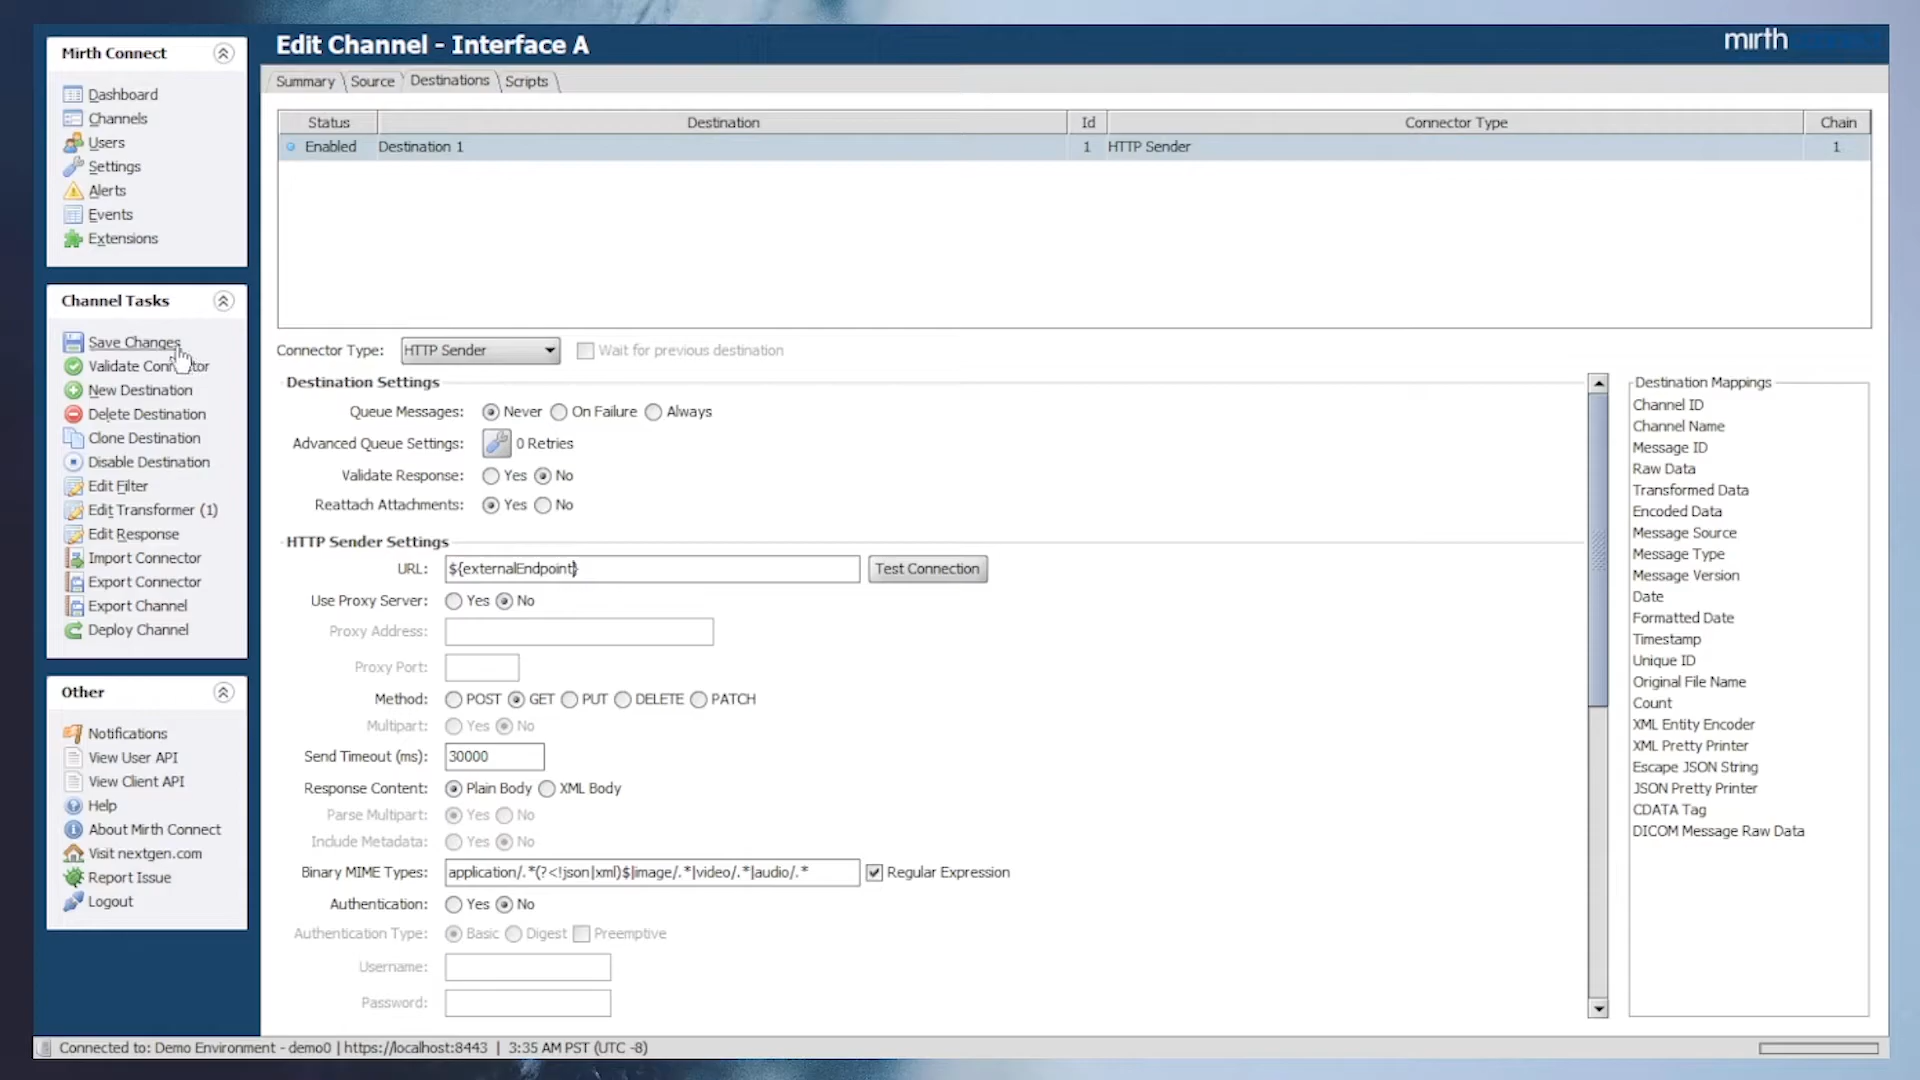 Mirth Connect
Dashboard
Channels
Users
Settings
Alerts
Events
Extensions
Channel Tasks
Save Changes
Validate
New Destination
Delete Destination
Clone Destination
Disable Destination
Edit Filter
Edit Transformer (1)
Edit Response
Import Connector
Export Connector
Export Channel
Deploy Channel
Other
Notifications
View User API
View Client API
Help
About Mirth Connect
Visit nextgen.com
Report Issue
Logout
Edit Channel - Interface A
mirth
Summary Source Destinations Scripts
Status Destination Id Connector Type Chain
Enabled Destination 1 1 HTTP Sender 1
Connector Type: HTTP Sender Wait for previous destination
Destination Settings
Queue Messages: Never On Failure Always
Advanced Queue Settings: 0 Retries
Validate Response: Yes No
Reattach Attachments: Yes No
HTTP Sender Settings
URL: ${externalEndpoint} Test Connection
Use Proxy Server: Yes No
Proxy Address:
Proxy Port:
Method: POST GET PUT DELETE PATCH
Multipart: Yes No
Send Timeout (ms): 30000
Response Content: Plain Body XML Body
Parse Multipart: Yes No
Include Metadata: Yes No
Binary MIME Types: application/.*(?<!json|xml)$|image/.*|video/.*|audio/.* Regular Expression
Authentication: Yes No
Authentication Type: Basic Digest Preemptive
Username:
Password:
Destination Mappings
Channel ID
Channel Name
Message ID
Raw Data
Transformed Data
Encoded Data
Message Source
Message Type
Message Version
Date
Formatted Date
Timestamp
Unique ID
Original File Name
Count
XML Entity Encoder
XML Pretty Printer
Escape JSON String
JSON Pretty Printer
CDATA Tag
DICOM Message Raw Data
Connected to: Demo Environment - demo0 | https://localhost:8443 | 3:35 AM PST (UTC -8)